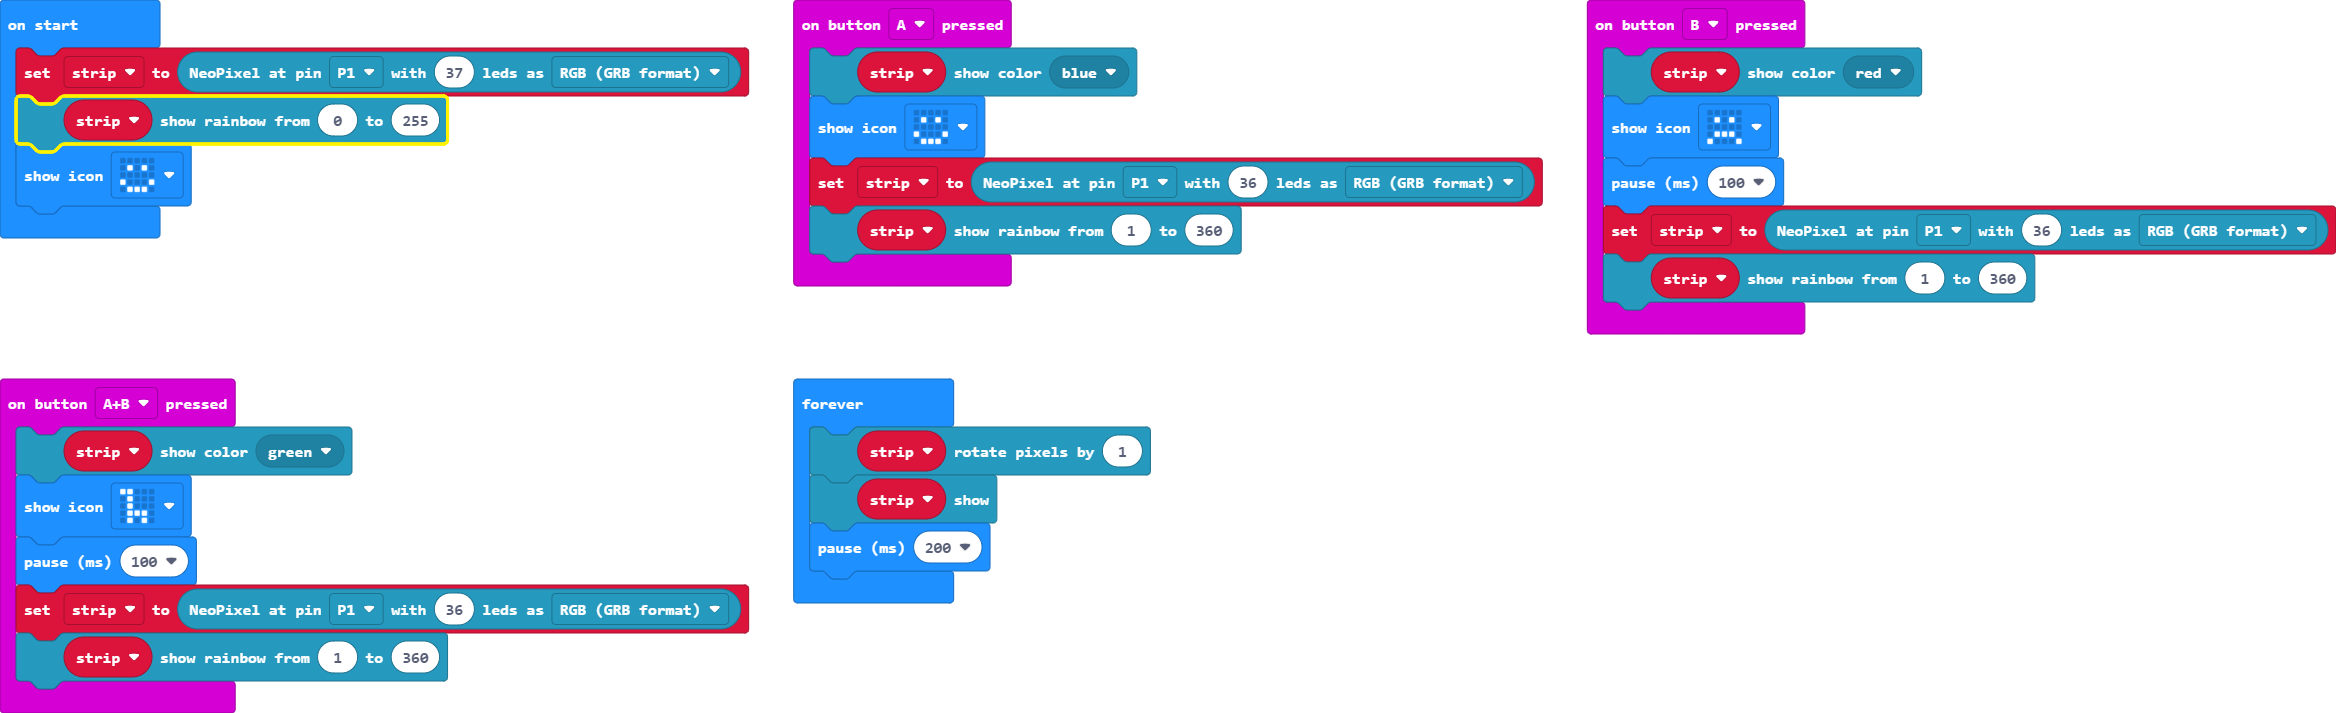 on start
set strip to NeoPixel at pin P1 with 37 leds as RGB (GRB format)
strip show rainbow from 0 to 255
show icon
on button A pressed
strip show color blue
show icon
set strip to NeoPixel at pin P1 with 36 leds as RGB (GRB format)
strip show rainbow from 1 to 360
on button B pressed
strip show color red
show icon
pause (ms) 100
set strip to NeoPixel at pin P1 with 36 leds as RGB (GRB format)
strip show rainbow from 1 to 360
on button A+B pressed
strip show color green
show icon
pause (ms) 100
set strip to NeoPixel at pin P1 with 36 leds as RGB (GRB format)
strip show rainbow from 1 to 360
forever
strip rotate pixels by 1
strip show
pause (ms) 200